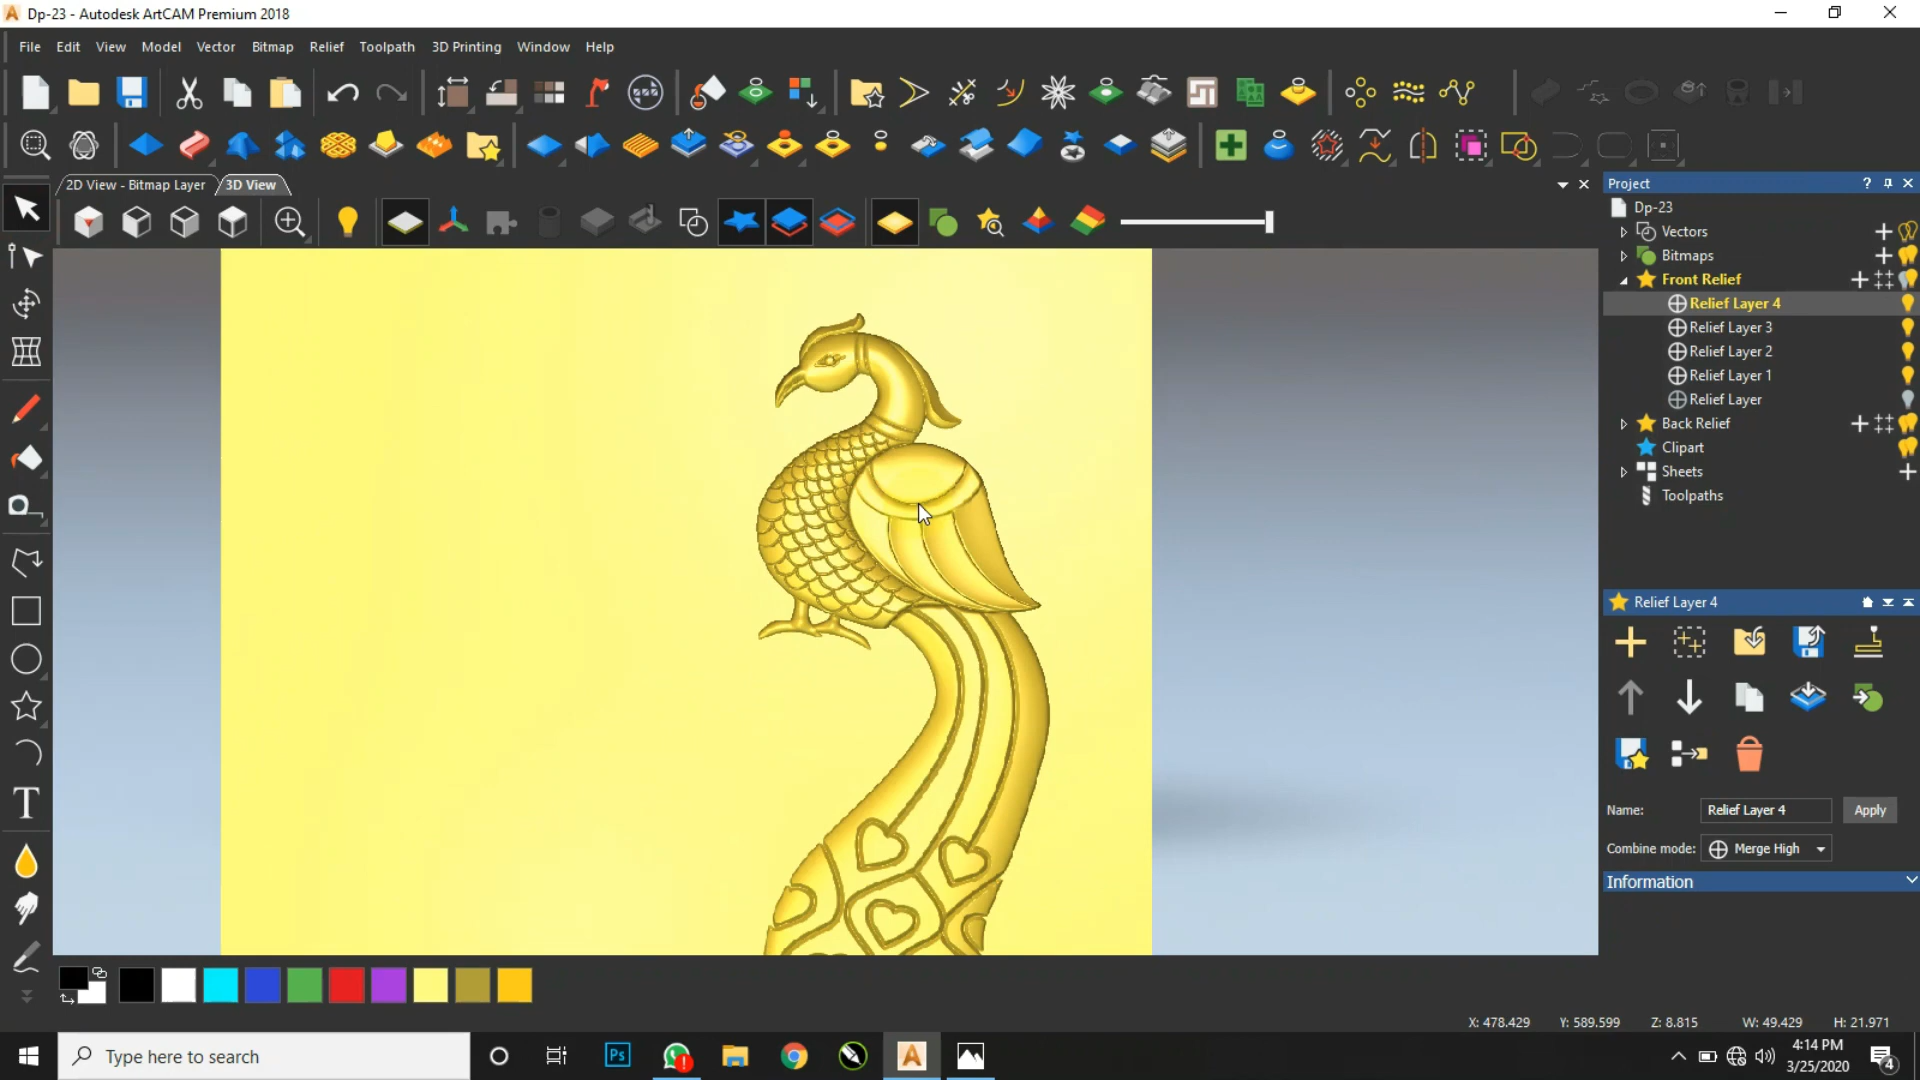 Dp-23 - Autodesk ArtCAM Premium 2018
File Edit View Model Vector Bitmap Relief Toolpath 3D Printing Window Help
2D View - Bitmap Layer 3D View
Project
Dp-23
Vectors
Bitmaps
Front Relief
Relief Layer 4
Relief Layer 3
Relief Layer 2
Relief Layer 1
Relief Layer
Back Relief
Clipart
Sheets
Toolpaths
Relief Layer 4
Name: Relief Layer 4 Apply
Combine mode: Merge High
Information
X: 478.429 Y: 589.599 Z: 8.815 W: 49.429 H: 21.971
Type here to search
Ps
4:14 PM
3/25/2020
4